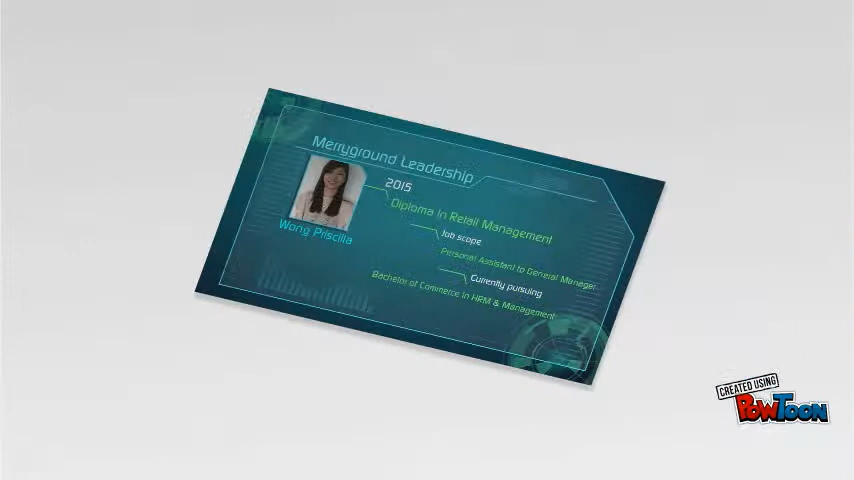 Merryground Leadership
2015
Diploma In Retail Management
Wong Priscilla
Job scope
Personal Assistant to General Manager
Currently pursuing
Bachelor of Commerce in HRM & Management
CREATED USING
PowToon